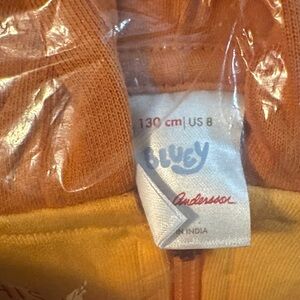 130 cm | US 8
BLUEY
Andersson
IN INDIA